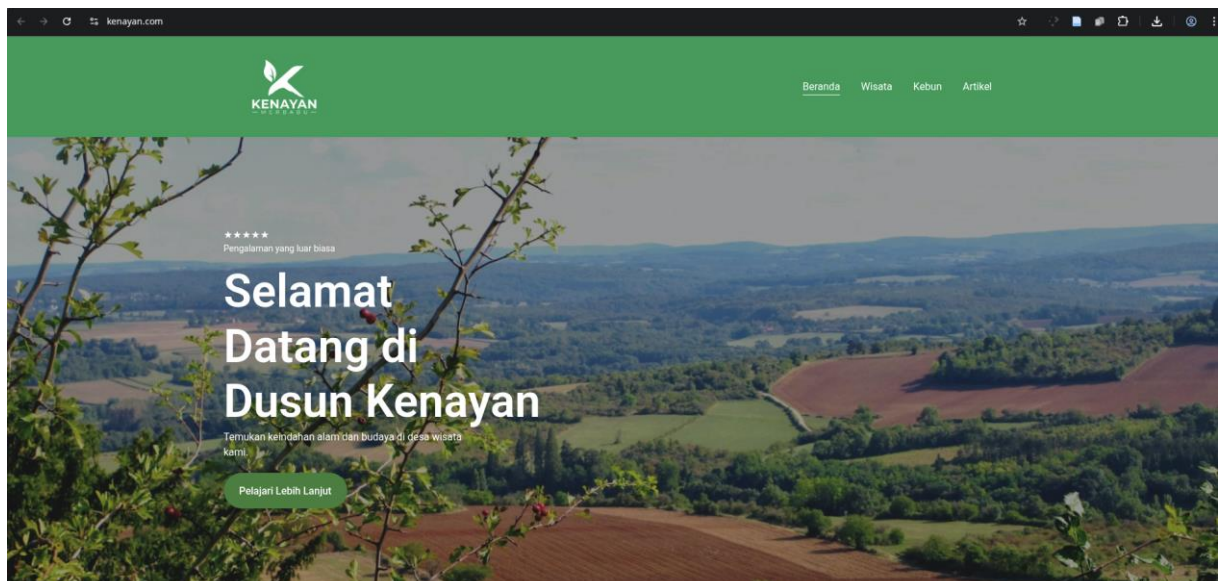 kenayan.com
KENAYAN
MERBABU
Beranda Wisata Kebun Artikel
★★★★★
Pengalaman yang luar biasa
Selamat
Datang di
Dusun Kenayan
Temukan keindahan alam dan budaya di desa wisata
kami.
Pelajari Lebih Lanjut